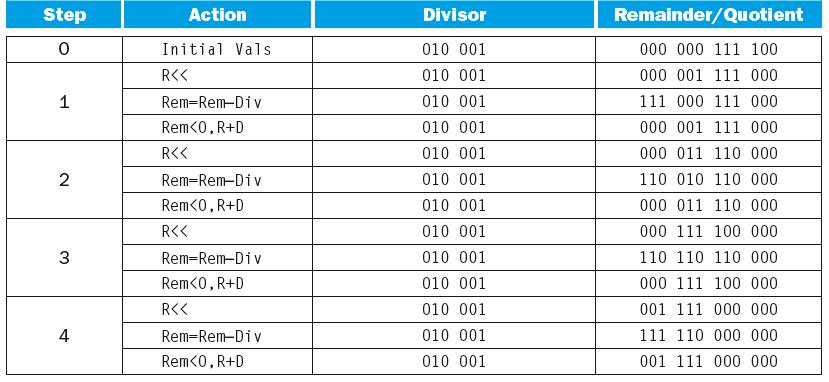 Step Action Divisor Remainder/Quotient
0 Initial Vals 010 001 000 000 111 100
1 R<< 010 001 000 001 111 000
Rem=Rem–Div 010 001 111 000 111 000
Rem<0,R+D 010 001 000 001 111 000
2 R<< 010 001 000 011 110 000
Rem=Rem–Div 010 001 110 010 110 000
Rem<0,R+D 010 001 000 011 110 000
3 R<< 010 001 000 111 100 000
Rem=Rem–Div 010 001 110 110 110 000
Rem<0,R+D 010 001 000 111 100 000
4 R<< 010 001 001 111 000 000
Rem=Rem–Div 010 001 111 110 000 000
Rem<0,R+D 010 001 001 111 000 000